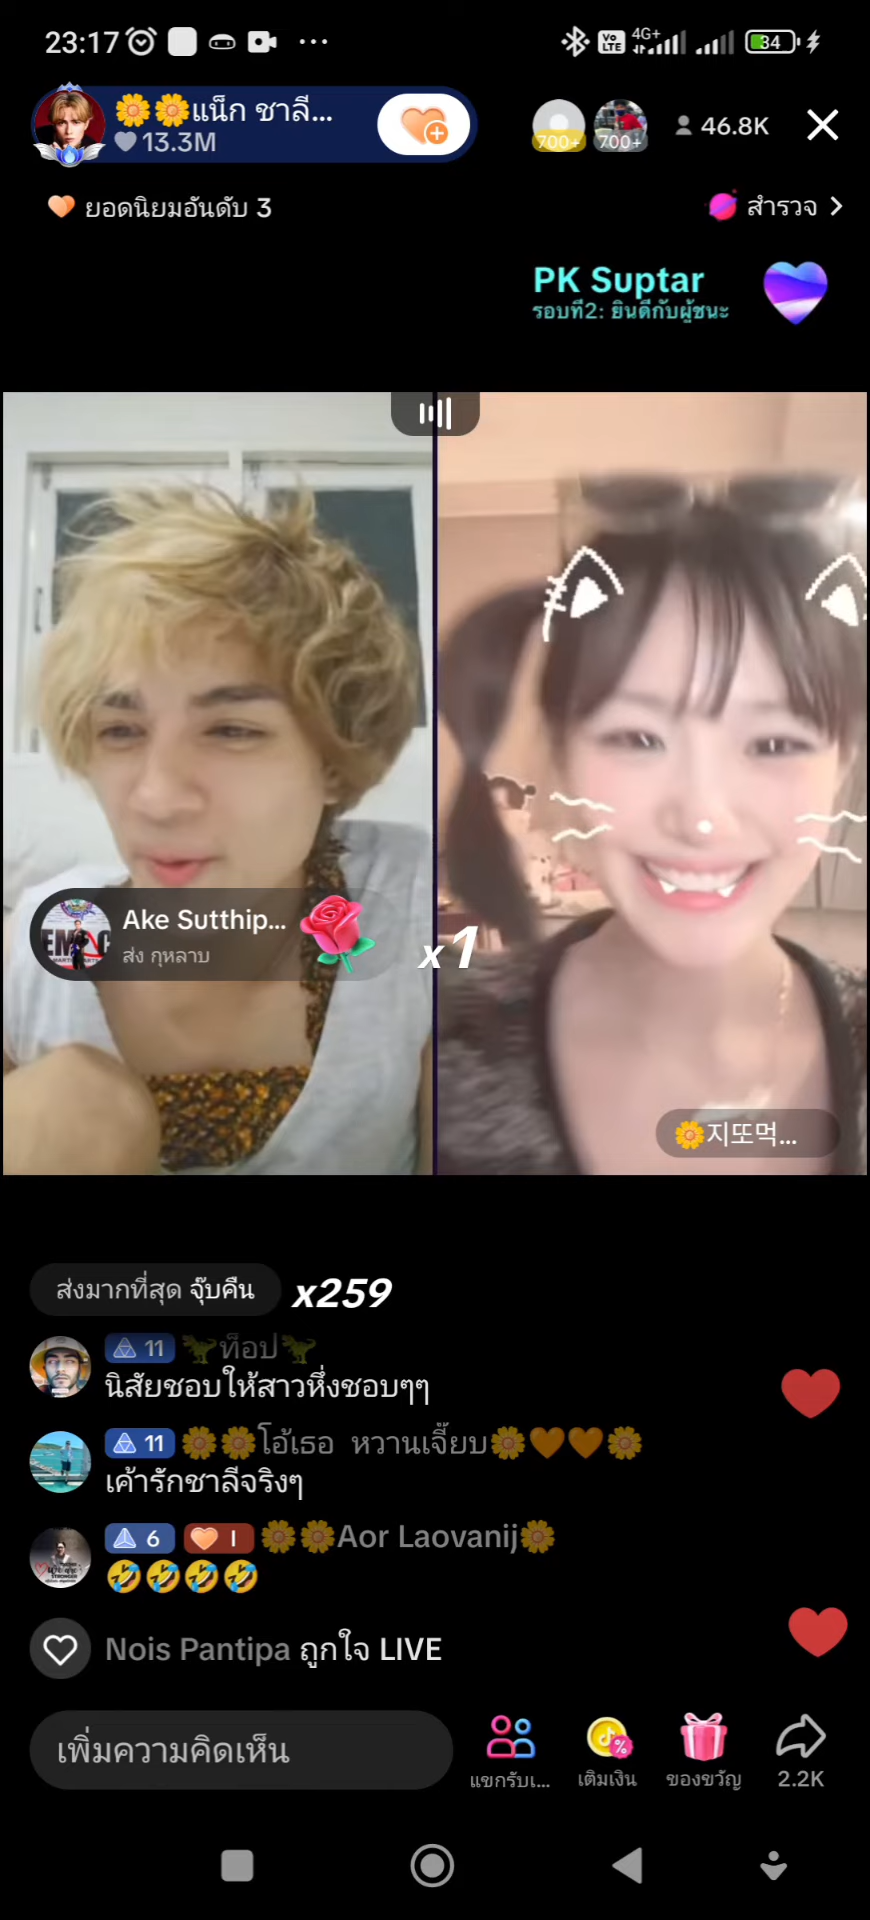 23:17
Vo LTE
4G+
34
🌼🌼แน็ก ชาลี...
13.3M
700+
700+
46.8K
ยอดนิยมอันดับ 3
สำรวจ
PK Suptar
รอบที่2: ยินดีกับผู้ชนะ
Ake Sutthip...
ส่ง กุหลาบ
x1
🌼지또먹...
ส่งมากที่สุด จุ๊บคืน x259
11 🦖ท็อป🦖
นิสัยชอบให้สาวหึ่งชอบๆๆ
11 🌼🌼โอ้เธอ หวานเจี๊ยบ🌼🧡🧡🌼
เค้ารักชาลีจริงๆ
6 I 🌼🌼Aor Laovanij🌼
🤣🤣🤣🤣
Nois Pantipa ถูกใจ LIVE
เพิ่มความคิดเห็น
แขกรับเ...
เติมเงิน
ของขวัญ
2.2K